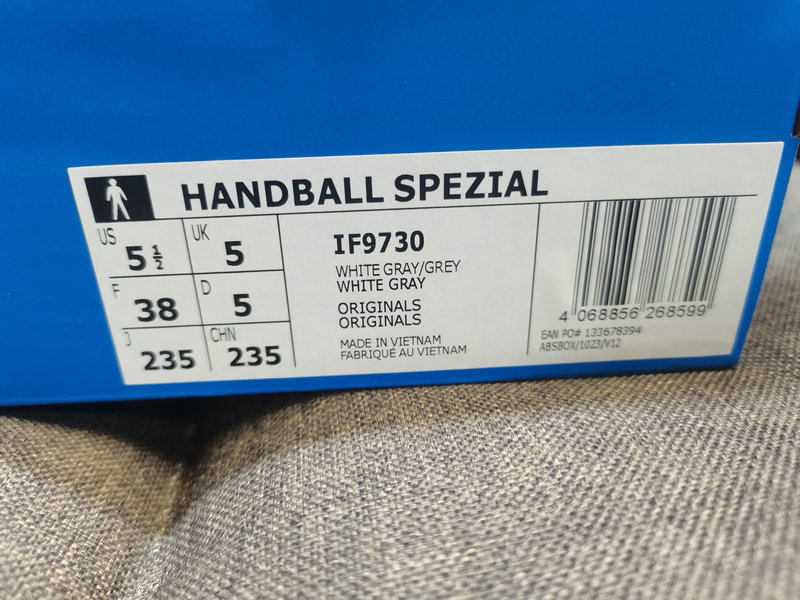 HANDBALL SPEZIAL
US 5 1/2 UK 5
F 38 D 5
J 235 CHN 235
IF9730
WHITE GRAY/GREY
WHITE GRAY
ORIGINALS
ORIGINALS
MADE IN VIETNAM
FABRIQUÉ AU VIETNAM
4 068856 268599
EAN PO# 133678394
ABSBOX/1023/V12